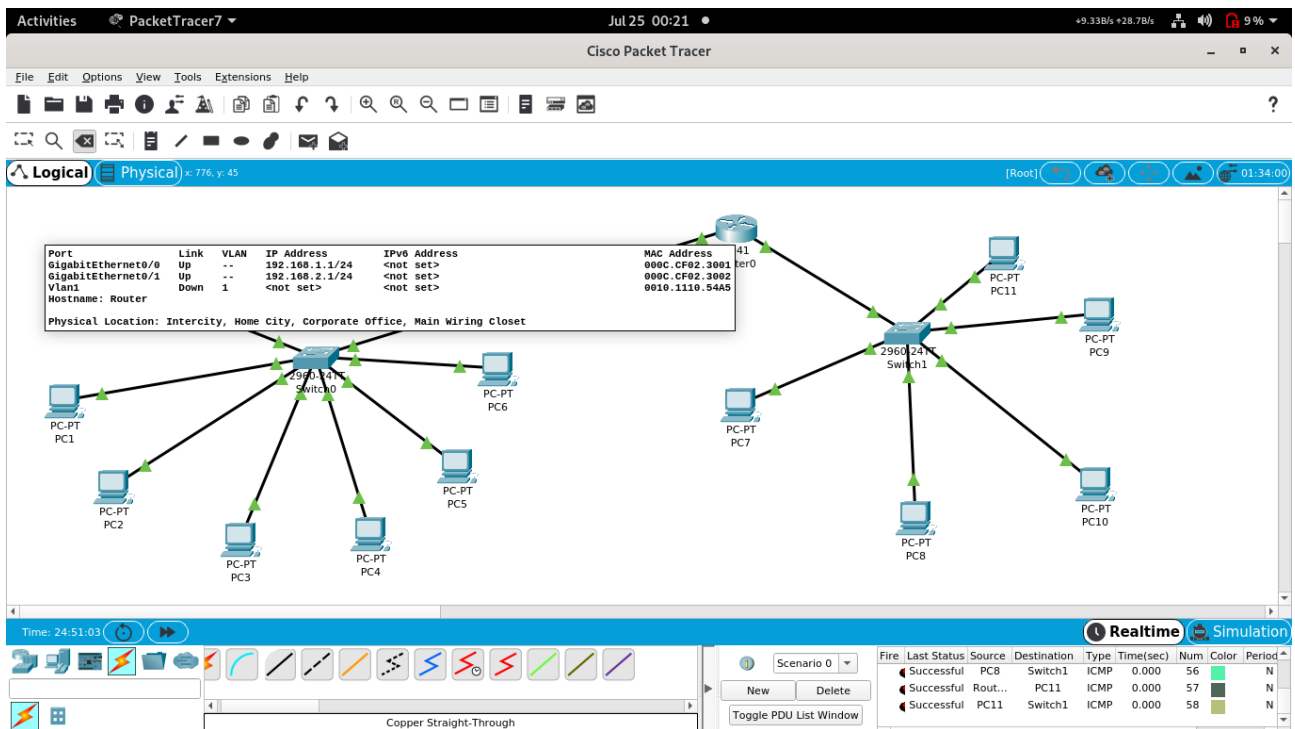 Activities PacketTracer7 Jul 25 00:21 ↓9.33B/s ↑28.7B/s 9 %
Cisco Packet Tracer
File Edit Options View Tools Extensions Help
?
Logical Physical x: 776, y: 45 [Root] 01:34:00
Port Link VLAN IP Address IPv6 Address MAC Address
GigabitEthernet0/0 Up -- 192.168.1.1/24 <not set> 000C.CF02.3001
GigabitEthernet0/1 Up -- 192.168.2.1/24 <not set> 000C.CF02.3002
Vlan1 Down 1 <not set> <not set> 0010.1110.54A5
Hostname: Router
Physical Location: Intercity, Home City, Corporate Office, Main Wiring Closet
41
ter0
PC-PT
PC11
PC-PT
PC9
2960-24TT
Switch1
2960-24TT
Switch0
PC-PT
PC6
PC-PT
PC1
PC-PT
PC7
PC-PT
PC5
PC-PT
PC2
PC-PT
PC10
PC-PT
PC8
PC-PT
PC4
PC-PT
PC3
Time: 24:51:03 Realtime Simulation
Scenario 0
New Delete
Toggle PDU List Window
Fire Last Status Source Destination Type Time(sec) Num Color Period
Successful PC8 Switch1 ICMP 0.000 56 N
Successful Rout... PC11 ICMP 0.000 57 N
Successful PC11 Switch1 ICMP 0.000 58 N
Copper Straight-Through